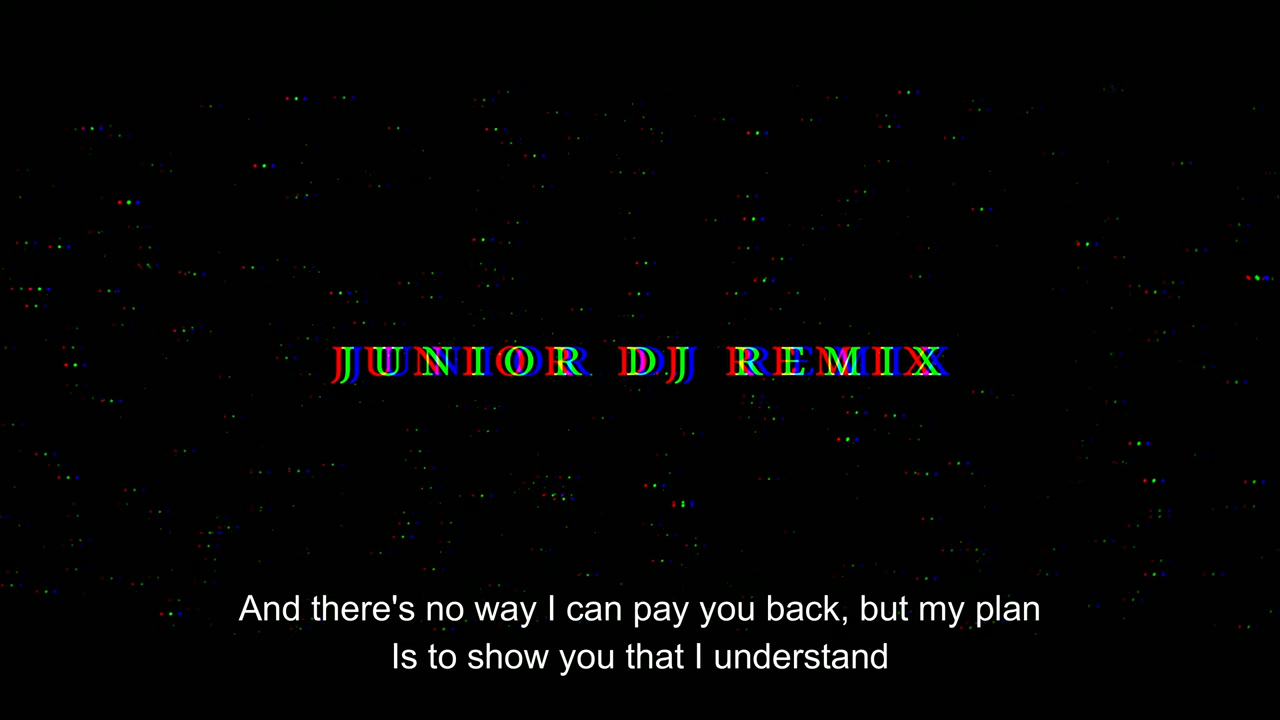 JUNIOR DJ REMIX
And there's no way I can pay you back, but my plan
Is to show you that I understand